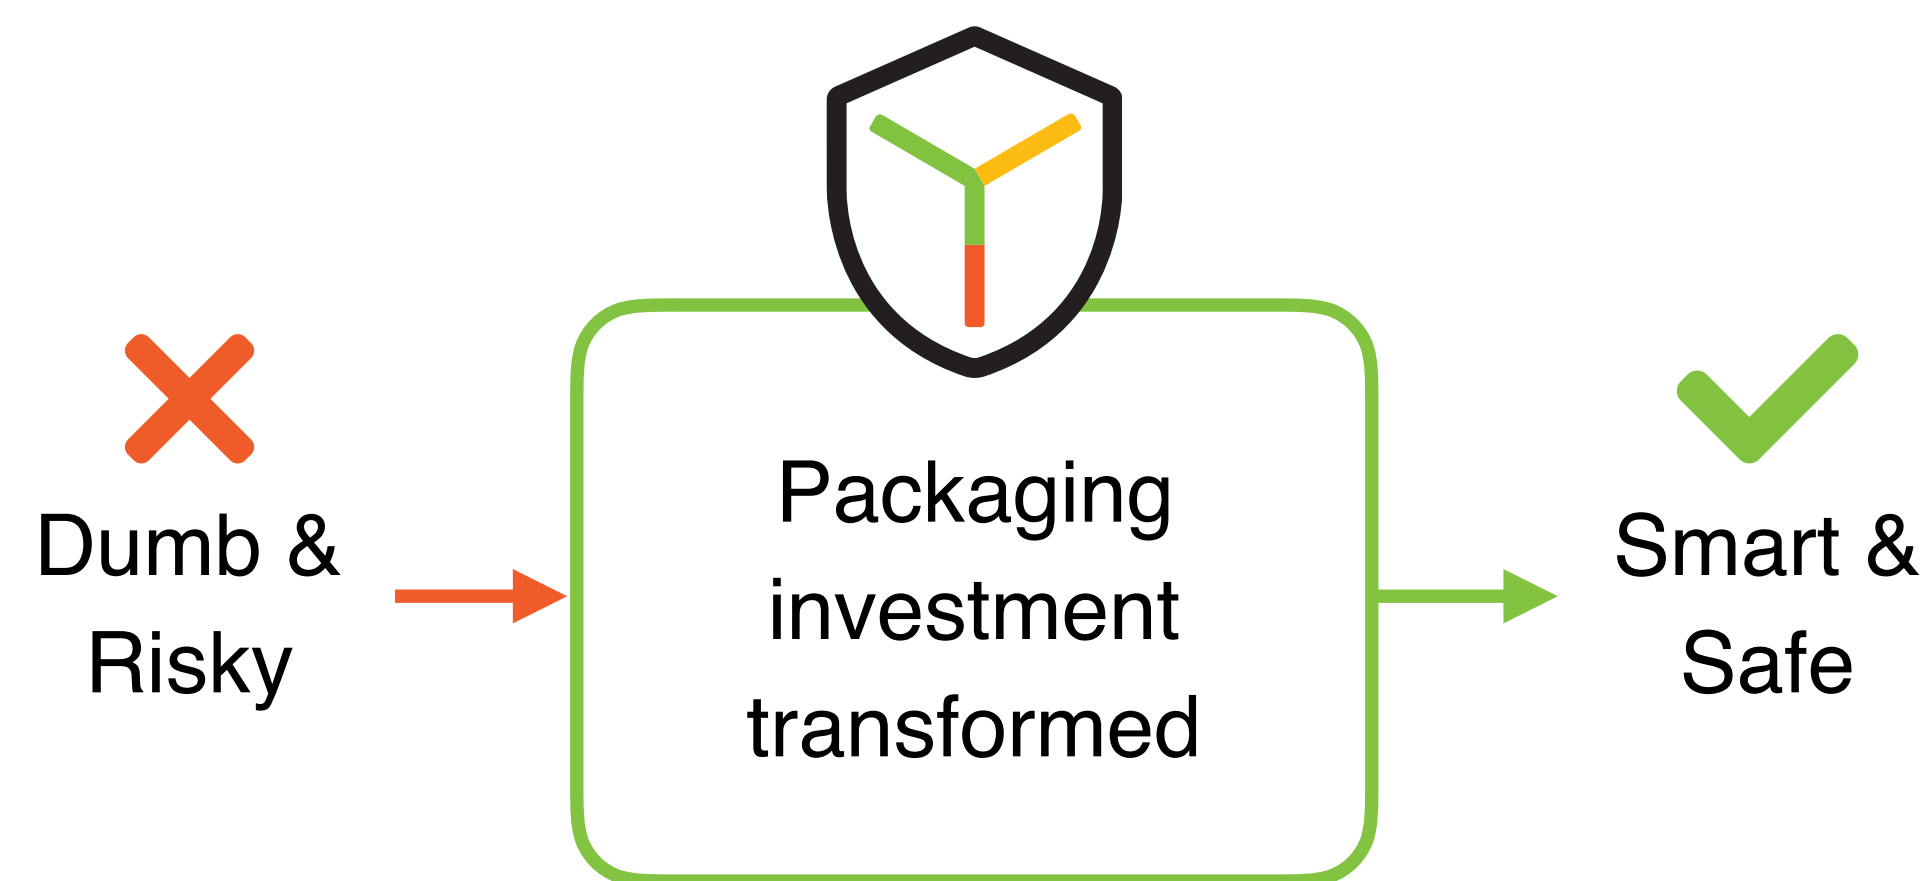 Dumb &
Risky
Packaging
investment
transformed
Smart &
Safe